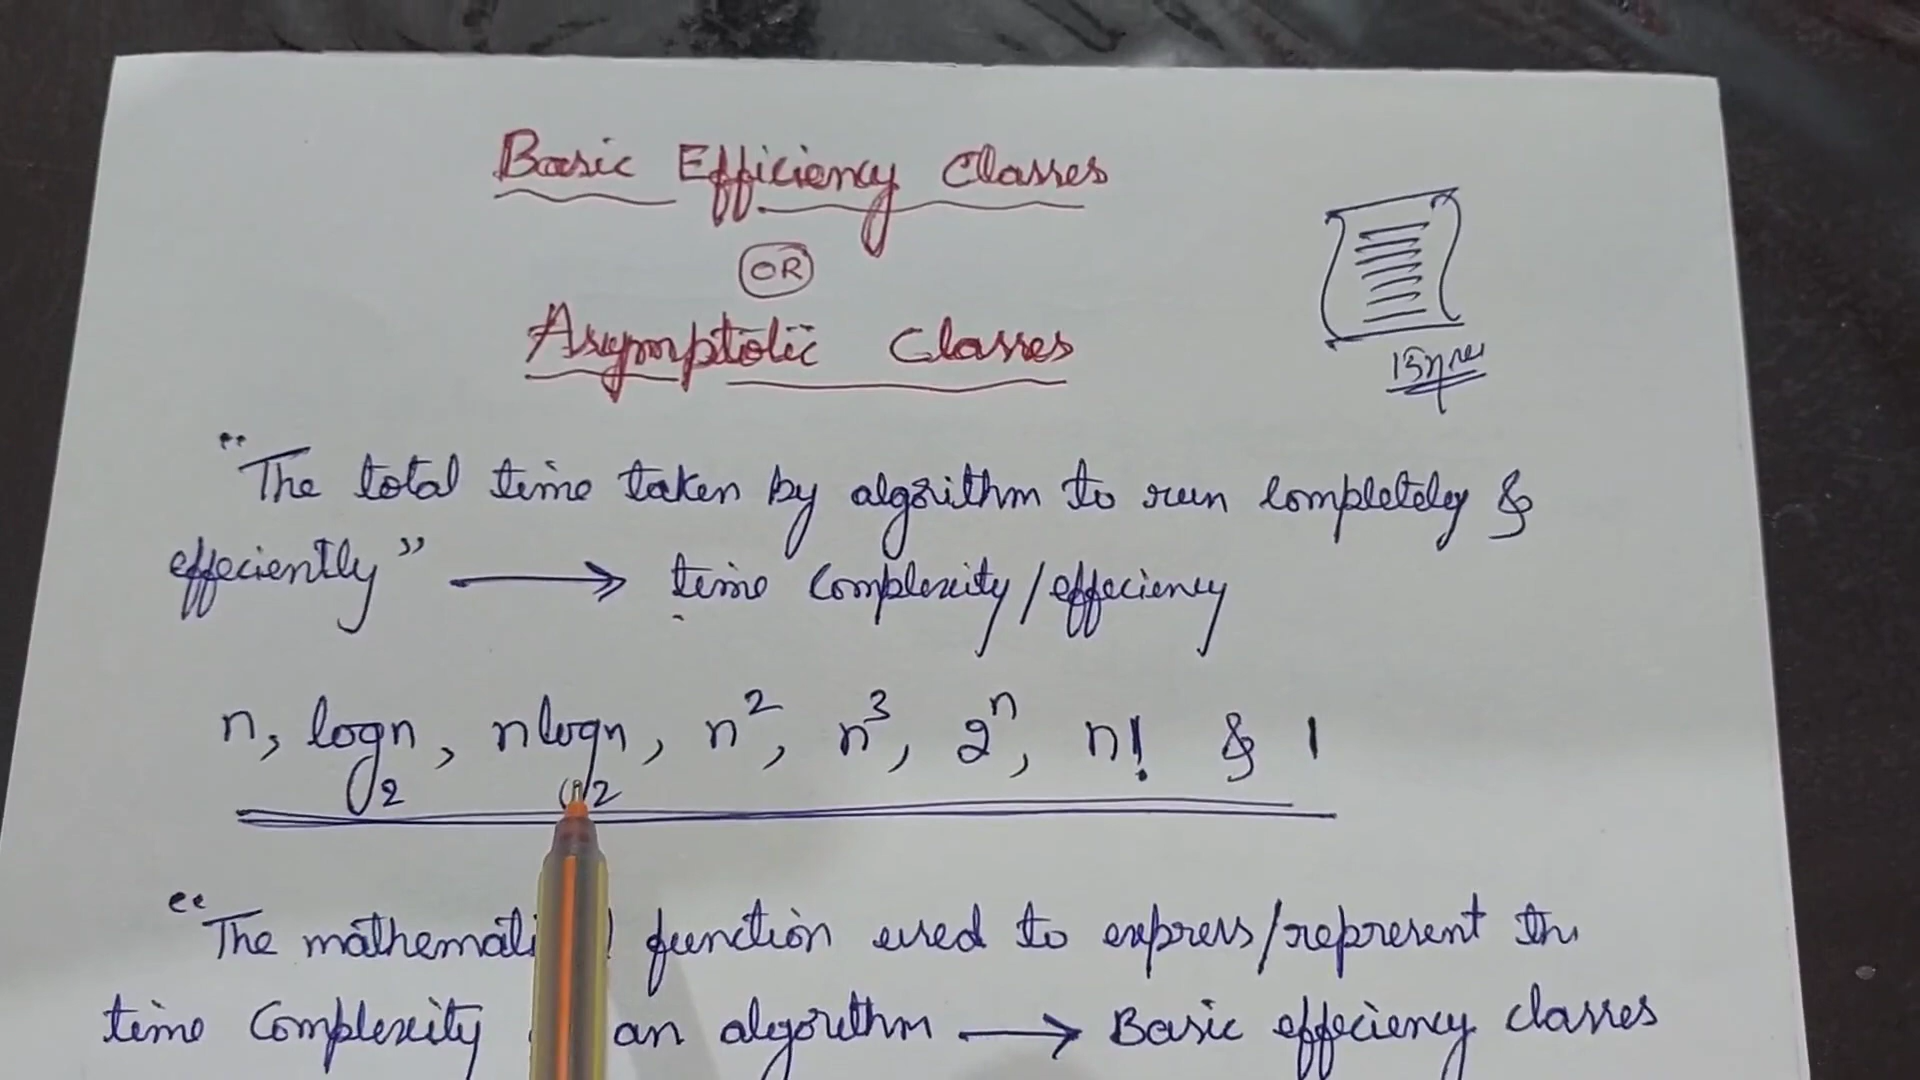 Basic Efficiency Classes
OR
Asymptotic Classes
"The total time taken by algorithm to run completely &
effeciently" → time complexity/effeciency
n, log₂n, nlog₂n, n², n³, 2ⁿ, n! & 1
"The function used to express/represent the
time Complexity an algorithm → Basic effeciency classes